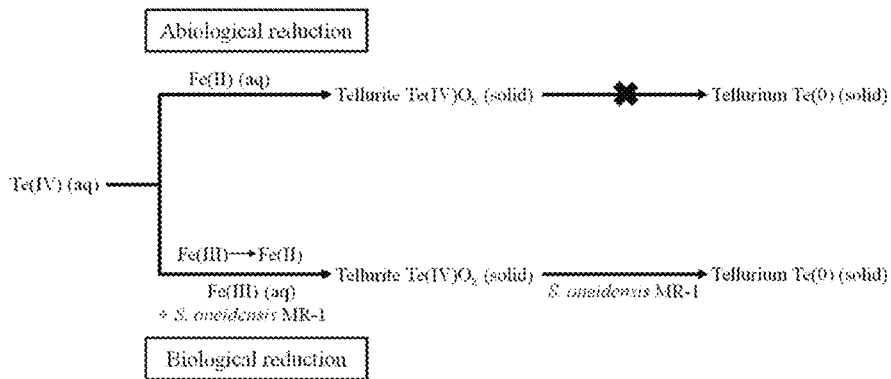 Abiological reduction
Fe(II) (aq)
Tellurite Te(IV)Oₓ (solid)
Tellurium Te(0) (solid)
Te(IV) (aq)
Fe(III)→Fe(II)
Tellurite Te(IV)Oₓ (solid)
Tellurium Te(0) (solid)
Fe(III) (aq)
+ S. oneidensis MR-1
S. oneidensis MR-1
Biological reduction